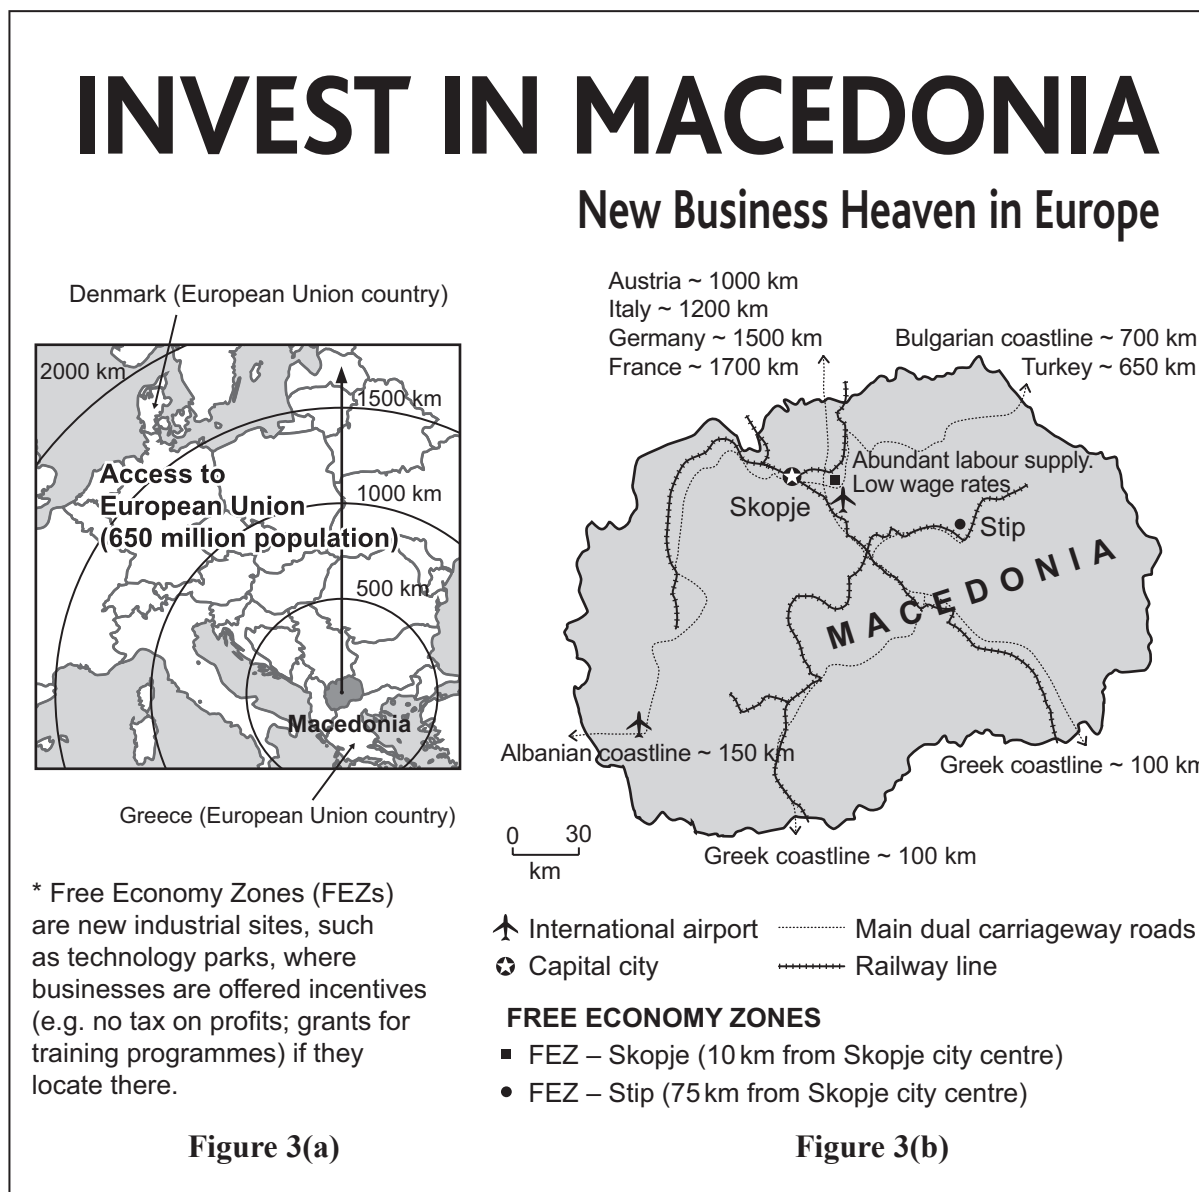 INVEST IN MACEDONIA
New Business Heaven in Europe
Denmark (European Union country)
2000 km
1500 km
Access to
European Union
(650 million population)
1000 km
500 km
Macedonia
Greece (European Union country)
* Free Economy Zones (FEZs)
are new industrial sites, such
as technology parks, where
businesses are offered incentives
(e.g. no tax on profits; grants for
training programmes) if they
locate there.
Figure 3(a)
Austria ~ 1000 km
Italy ~ 1200 km
Germany ~ 1500 km
France ~ 1700 km
Bulgarian coastline ~ 700 km
Turkey ~ 650 km
Abundant labour supply.
Low wage rates
Skopje
Stip
MACEDONIA
Albanian coastline ~ 150 km
Greek coastline ~ 100 km
Greek coastline ~ 100 km
0 30
km
International airport
Main dual carriageway roads
Capital city
Railway line
FREE ECONOMY ZONES
FEZ – Skopje (10 km from Skopje city centre)
FEZ – Stip (75 km from Skopje city centre)
Figure 3(b)